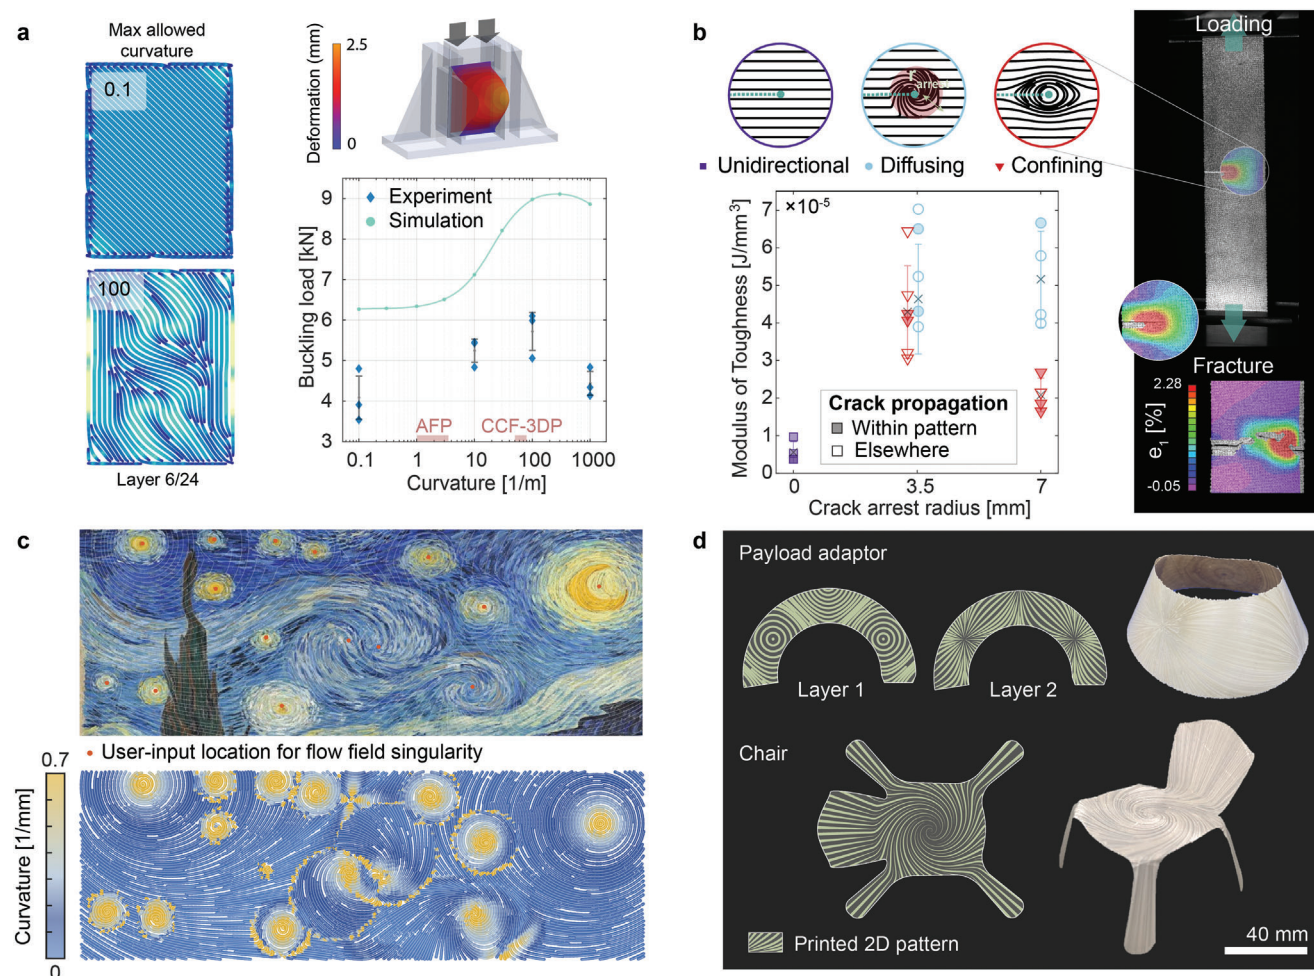 a
Max allowed
curvature
0.1
100
Layer 6/24
Deformation (mm)
2.5
0
Experiment
Simulation
Buckling load [kN]
9
8
7
6
5
4
3
AFP
CCF-3DP
0.1
1
10
100
1000
Curvature [1/m]
b
r
arrest
Unidirectional
Diffusing
Confining
×10-5
Modulus of Toughness [J/mm3]
7
6
5
4
3
2
1
0
Crack propagation
Within pattern
Elsewhere
0
3.5
7
Crack arrest radius [mm]
Loading
Fracture
2.28
e1 [%]
-0.05
c
User-input location for flow field singularity
0.7
Curvature [1/mm]
0
d
Payload adaptor
Layer 1
Layer 2
Chair
Printed 2D pattern
40 mm